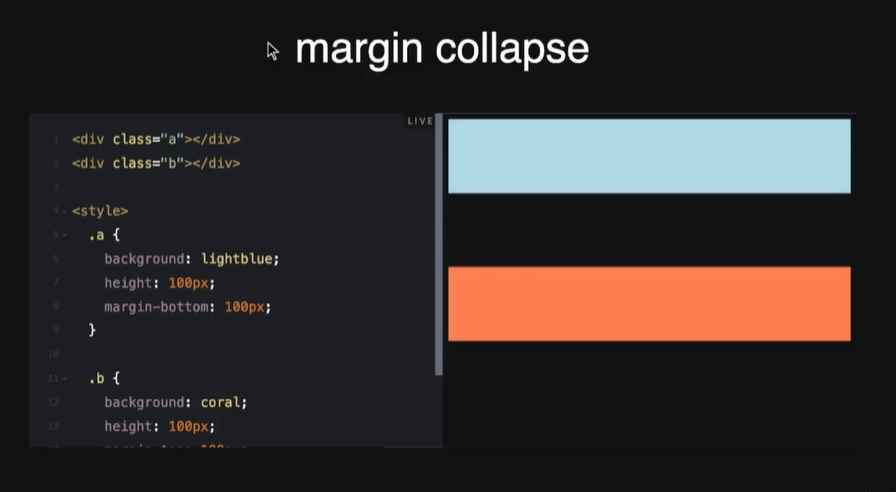 margin collapse
LIVE
1 <div class="a"></div>
2 <div class="b"></div>
3
4 <style>
5 .a {
6 background: lightblue;
7 height: 100px;
8 margin-bottom: 100px;
9 }
10
11 .b {
12 background: coral;
13 height: 100px;